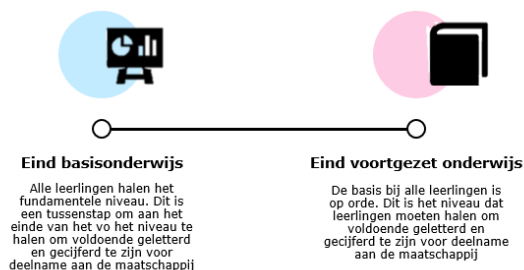 Eind basisonderwijs
Alle leerlingen halen het
fundamentele niveau. Dit is
een tussenstap om aan het
einde van het vo het niveau te
halen om voldoende geletterd
en gecijferd te zijn voor
deelname aan de maatschappij
Eind voortgezet onderwijs
De basis bij alle leerlingen is
op orde. Dit is het niveau dat
leerlingen moeten halen om
voldoende geletterd en
gecijferd te zijn voor deelname
aan de maatschappij